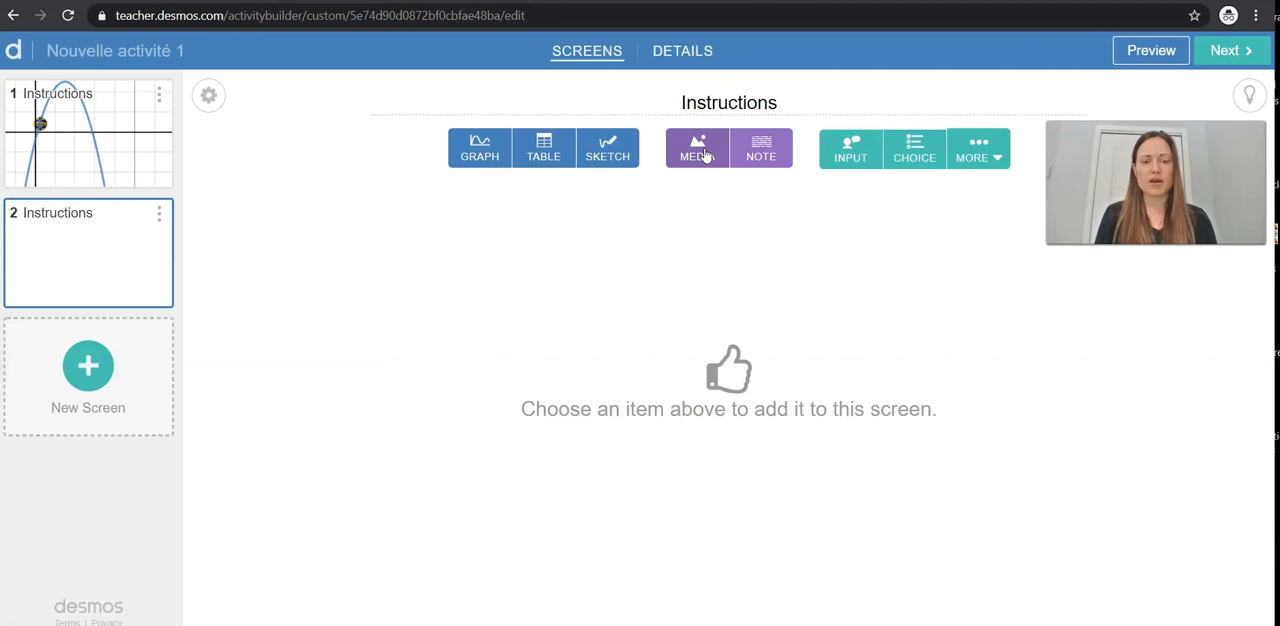 teacher.desmos.com/activitybuilder/custom/5e74d90d0872bf0cbfae48ba/edit
d Nouvelle activité 1
SCREENS DETAILS
Preview Next
1 Instructions
2 Instructions
New Screen
desmos
Terms | Privacy
Instructions
GRAPH TABLE SKETCH NOTE INPUT CHOICE MORE
Choose an item above to add it to this screen.